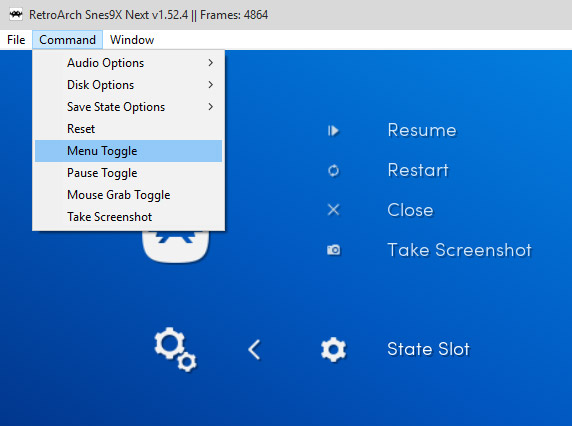 RetroArch Snes9X Next v1.52.4 || Frames: 4864
File Command Window
Audio Options
Disk Options
Save State Options
Reset
Menu Toggle
Pause Toggle
Mouse Grab Toggle
Take Screenshot
Resume
Restart
Close
Take Screenshot
State Slot